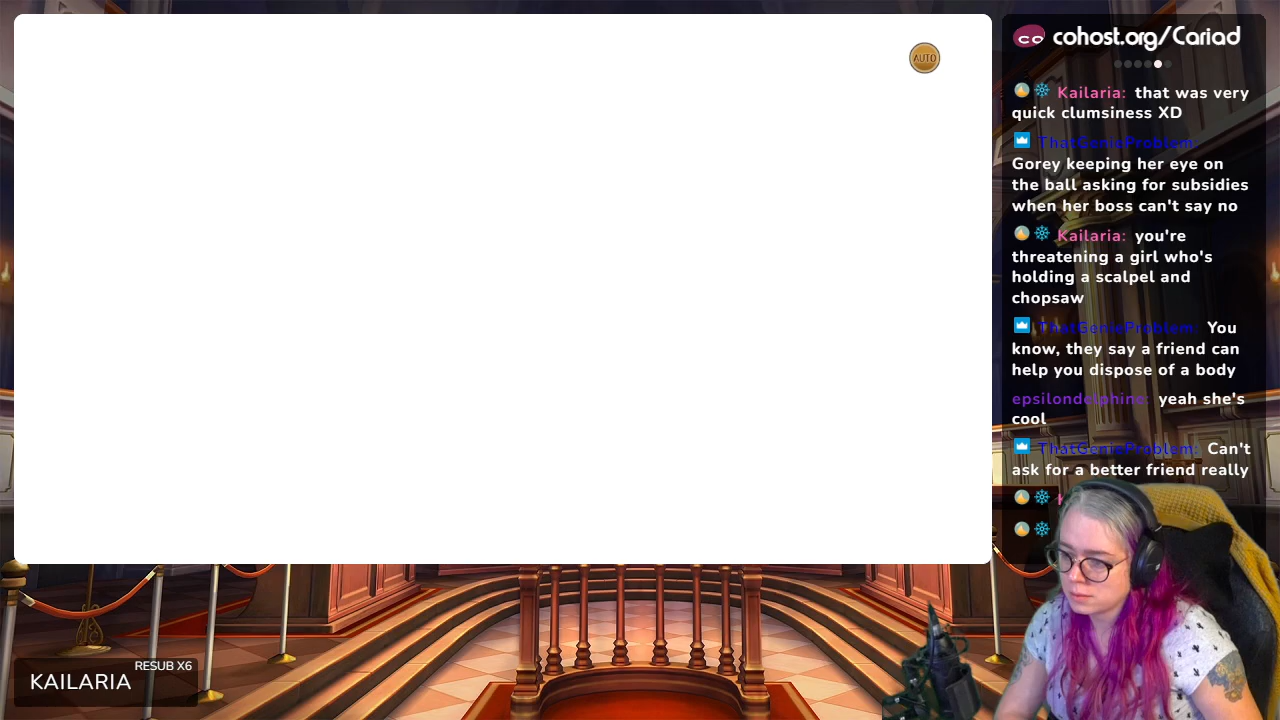 AUTO
cohost.org/Cariad
Kailaria: that was very
quick clumsiness XD
ThatGenieProblem:
Gorey keeping her eye on
the ball asking for subsidies
when her boss can't say no
Kailaria: you're
threatening a girl who's
holding a scalpel and
chopsaw
ThatGenieProblem: You
know, they say a friend can
help you dispose of a body
epsilondelphine: yeah she's
cool
ThatGenieProblem: Can't
ask for a better friend really
RESUB X6
KAILARIA